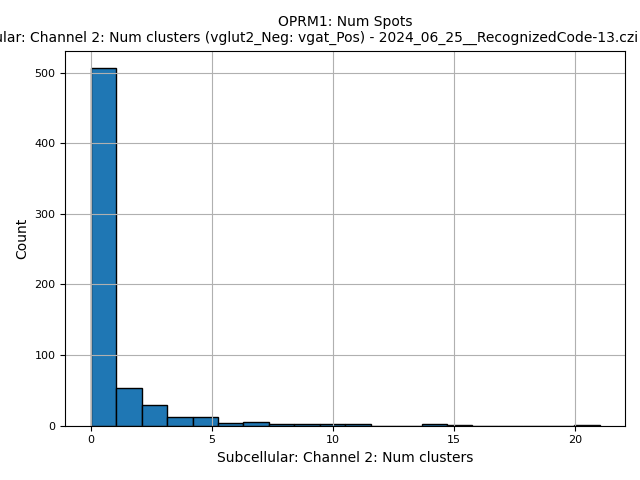 OPRM1: Num Spots
ular: Channel 2: Num clusters (vglut2_Neg: vgat_Pos) - 2024_06_25__RecognizedCode-13.czi
500
400
300
200
100
0
Count
0 5 10 15 20
Subcellular: Channel 2: Num clusters